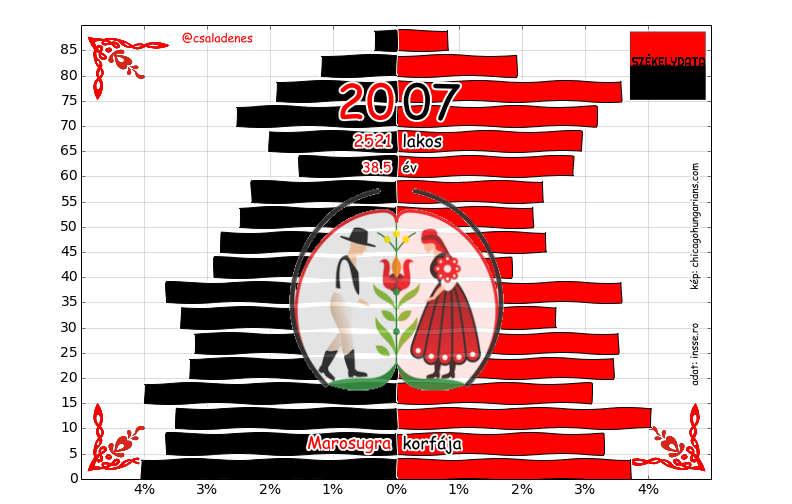 @csaladenes
SZÉKELYDATA
2007
2521 lakos
38.5 év
kép: chicagohungarians.com
adat: insse.ro
Marosugra korfája
85
80
75
70
65
60
55
50
45
40
35
30
25
20
15
10
5
0
4% 3% 2% 1% 0% 1% 2% 3% 4%